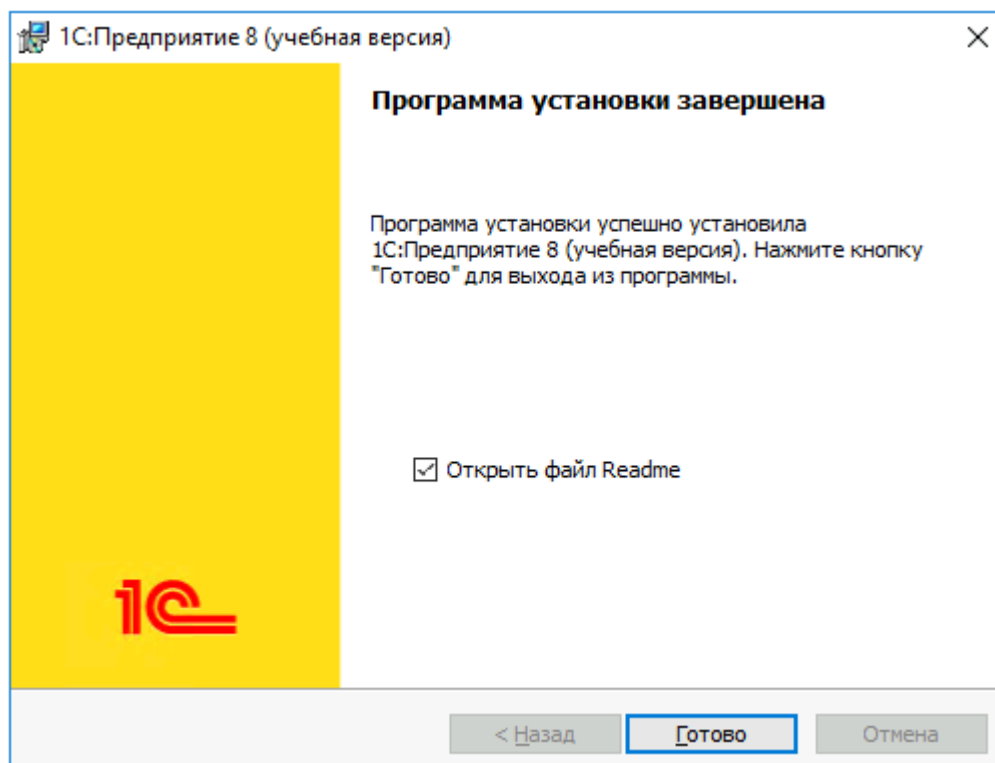 1С:Предприятие 8 (учебная версия)
Программа установки завершена
Программа установки успешно установила
1С:Предприятие 8 (учебная версия). Нажмите кнопку
"Готово" для выхода из программы.
Открыть файл Readme
1С
< Назад Готово Отмена